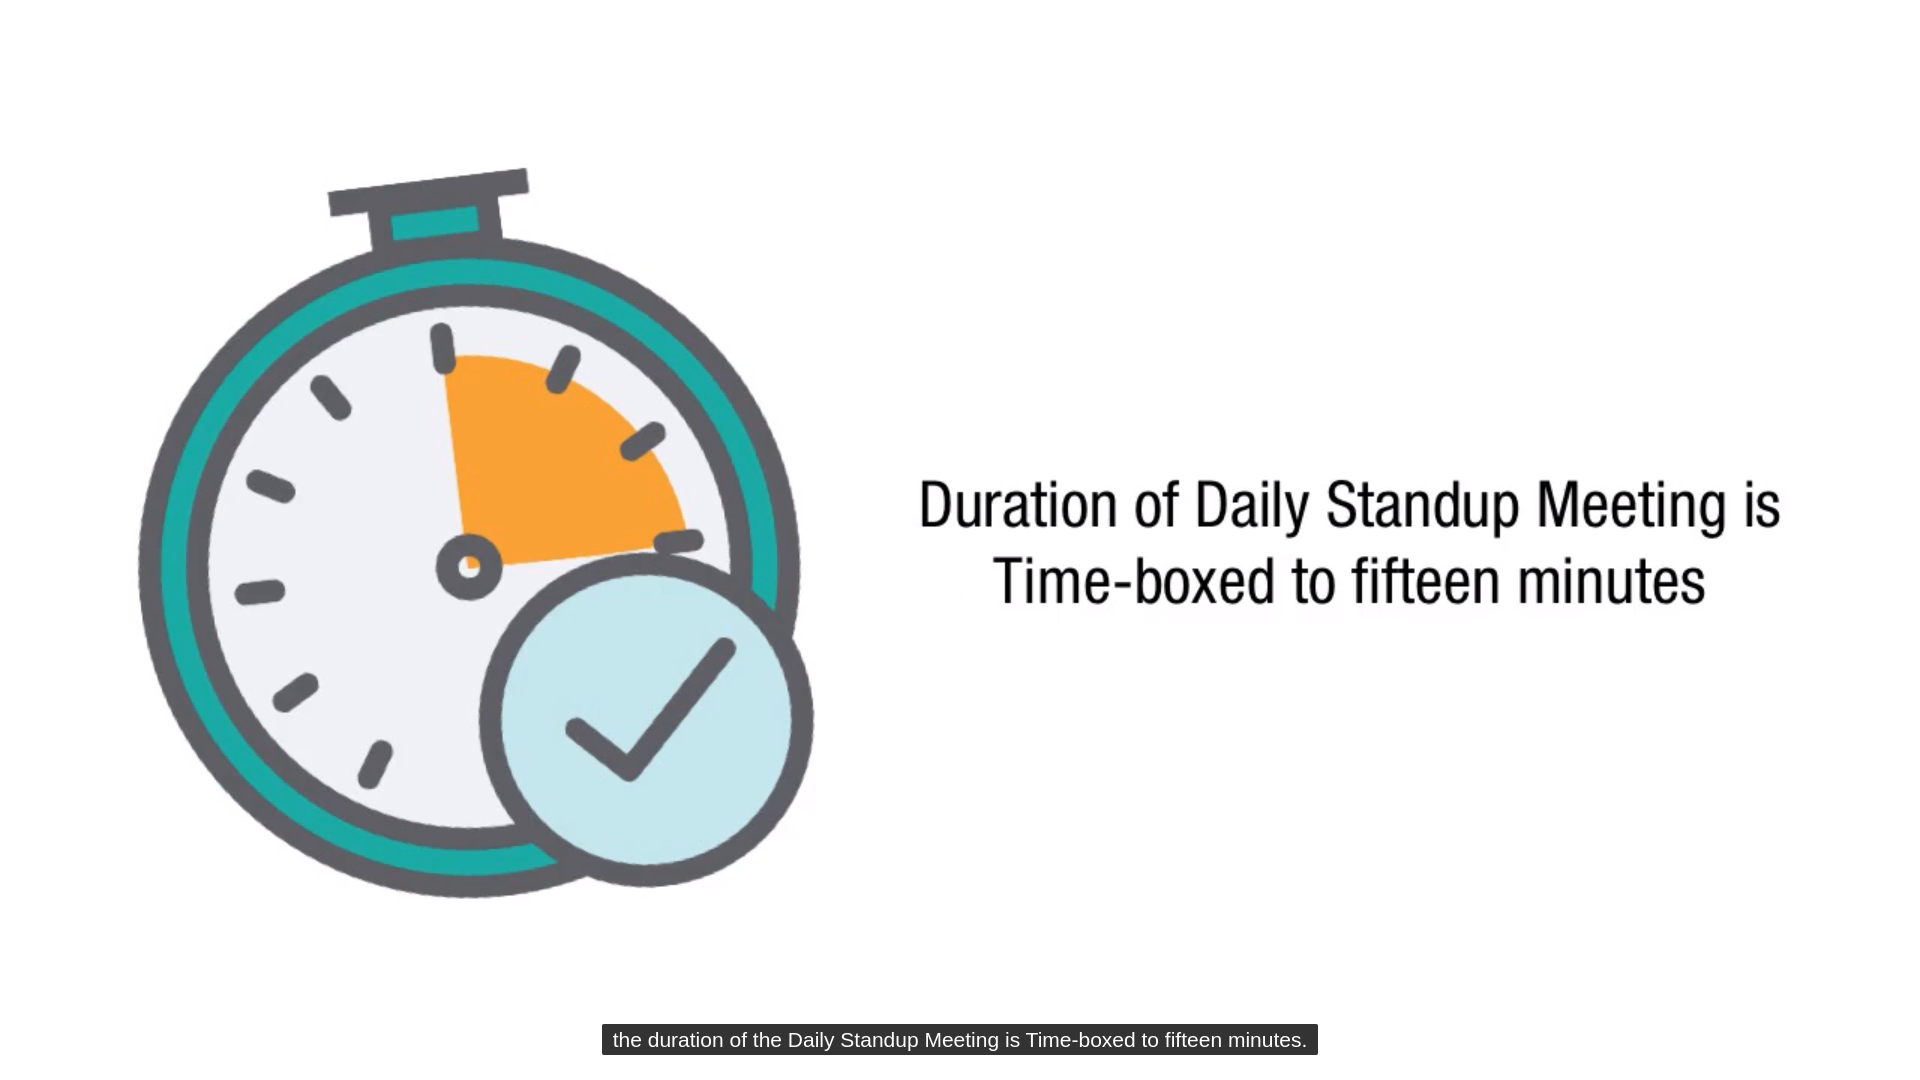 Duration of Daily Standup Meeting is
Time-boxed to fifteen minutes
the duration of the Daily Standup Meeting is Time-boxed to fifteen minutes.